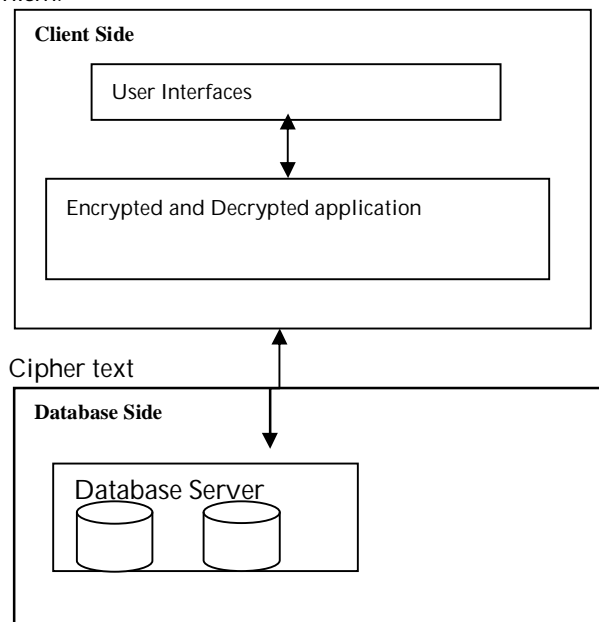 Client Side
User Interfaces
Encrypted and Decrypted application
Cipher text
Database Side
Database Server